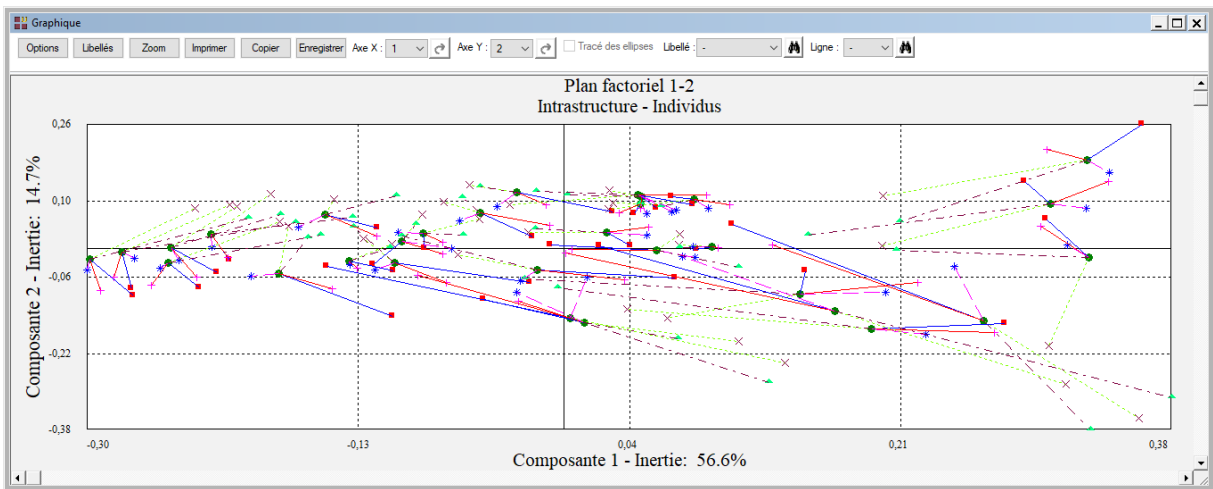 Graphique
Options Libellés Zoom Imprimer Copier Enregistrer Axe X : 1 Axe Y : 2 Tracé des ellipses Libellé : - Ligne : -
Plan factoriel 1-2
Intrastructure - Individus
Composante 2 - Inertie: 14.7%
0,26
0,10
-0,06
-0,22
-0,38
-0,30 -0,13 0,04 0,21 0,38
Composante 1 - Inertie: 56.6%